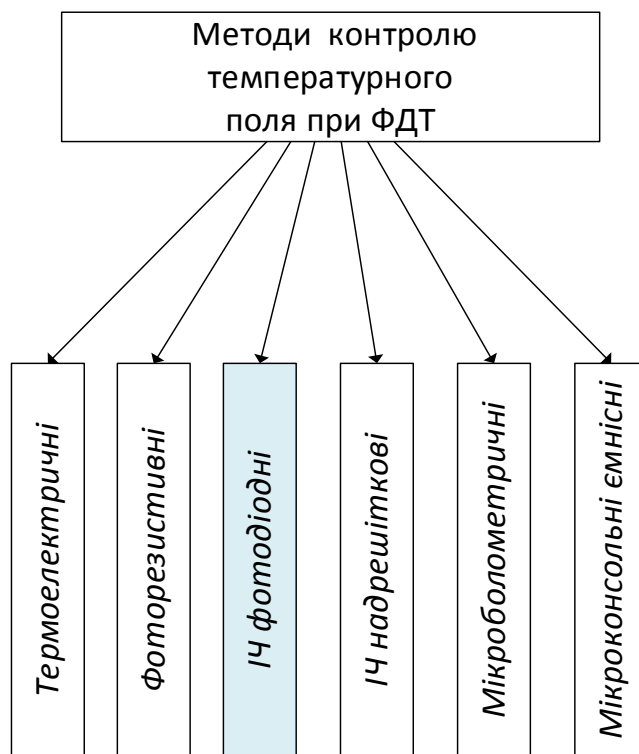 Методи контролю
температурного
поля при ФДТ
Термоелектричні
Фоторезистивні
ІЧ фотодіодні
ІЧ надрешіткові
Мікроболометричні
Мікроконсольні ємнісні